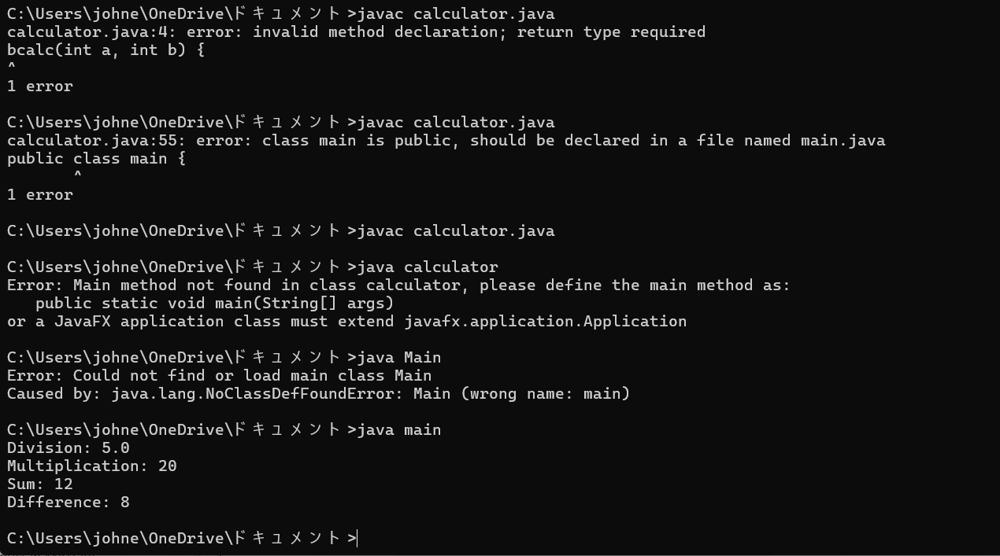 C:\Users\johne\OneDrive\ドキュメント>javac calculator.java
calculator.java:4: error: invalid method declaration; return type required
bcalc(int a, int b) {
^
1 error
C:\Users\johne\OneDrive\ドキュメント>javac calculator.java
calculator.java:55: error: class main is public, should be declared in a file named main.java
public class main {
       ^
1 error
C:\Users\johne\OneDrive\ドキュメント>javac calculator.java
C:\Users\johne\OneDrive\ドキュメント>java calculator
Error: Main method not found in class calculator, please define the main method as:
   public static void main(String[] args)
or a JavaFX application class must extend javafx.application.Application
C:\Users\johne\OneDrive\ドキュメント>java Main
Error: Could not find or load main class Main
Caused by: java.lang.NoClassDefFoundError: Main (wrong name: main)
C:\Users\johne\OneDrive\ドキュメント>java main
Division: 5.0
Multiplication: 20
Sum: 12
Difference: 8
C:\Users\johne\OneDrive\ドキュメント>